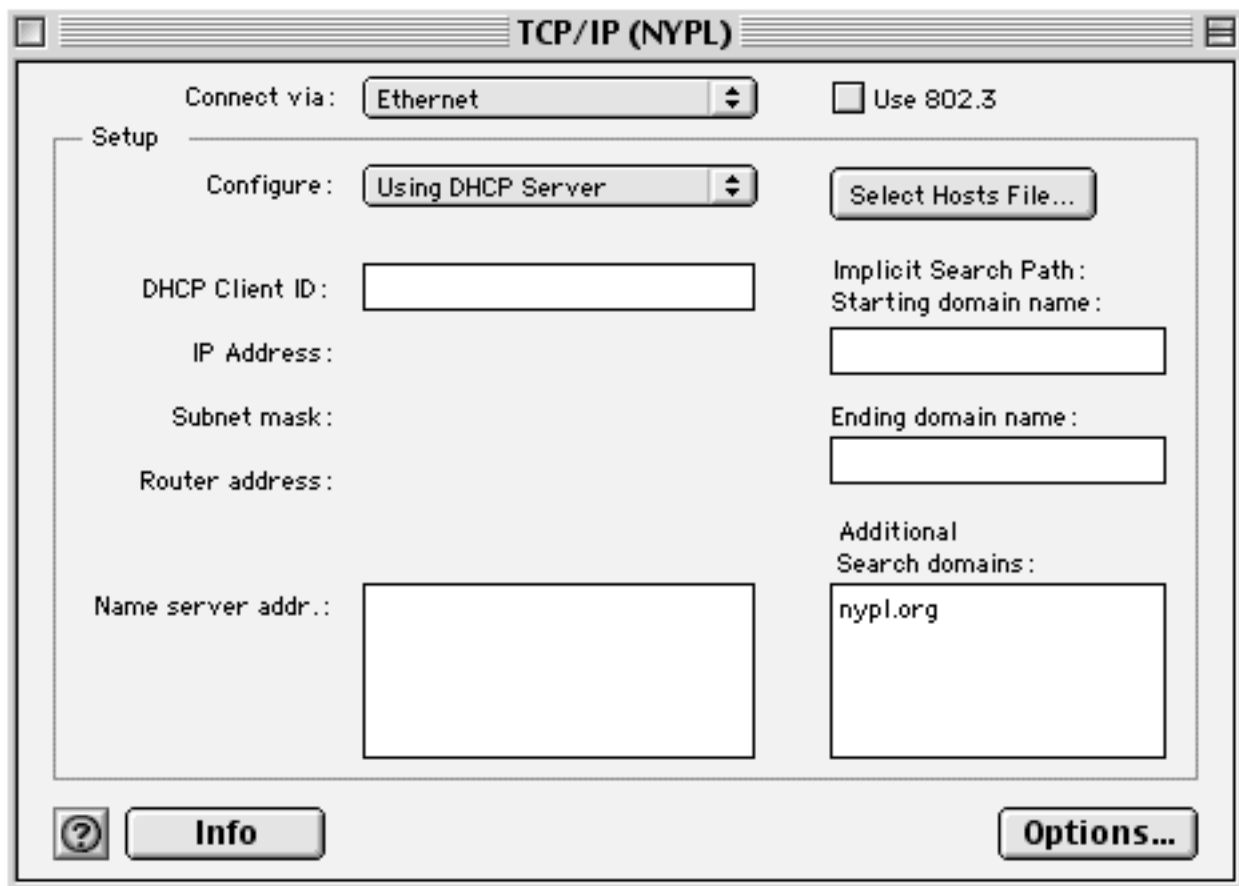 TCP/IP (NYPL)
Connect via: Ethernet Use 802.3
Setup
Configure: Using DHCP Server Select Hosts File...
DHCP Client ID:
Implicit Search Path:
Starting domain name:
IP Address:
Subnet mask:
Ending domain name:
Router address:
Additional
Search domains:
Name server addr.:
nypl.org
? Info Options...